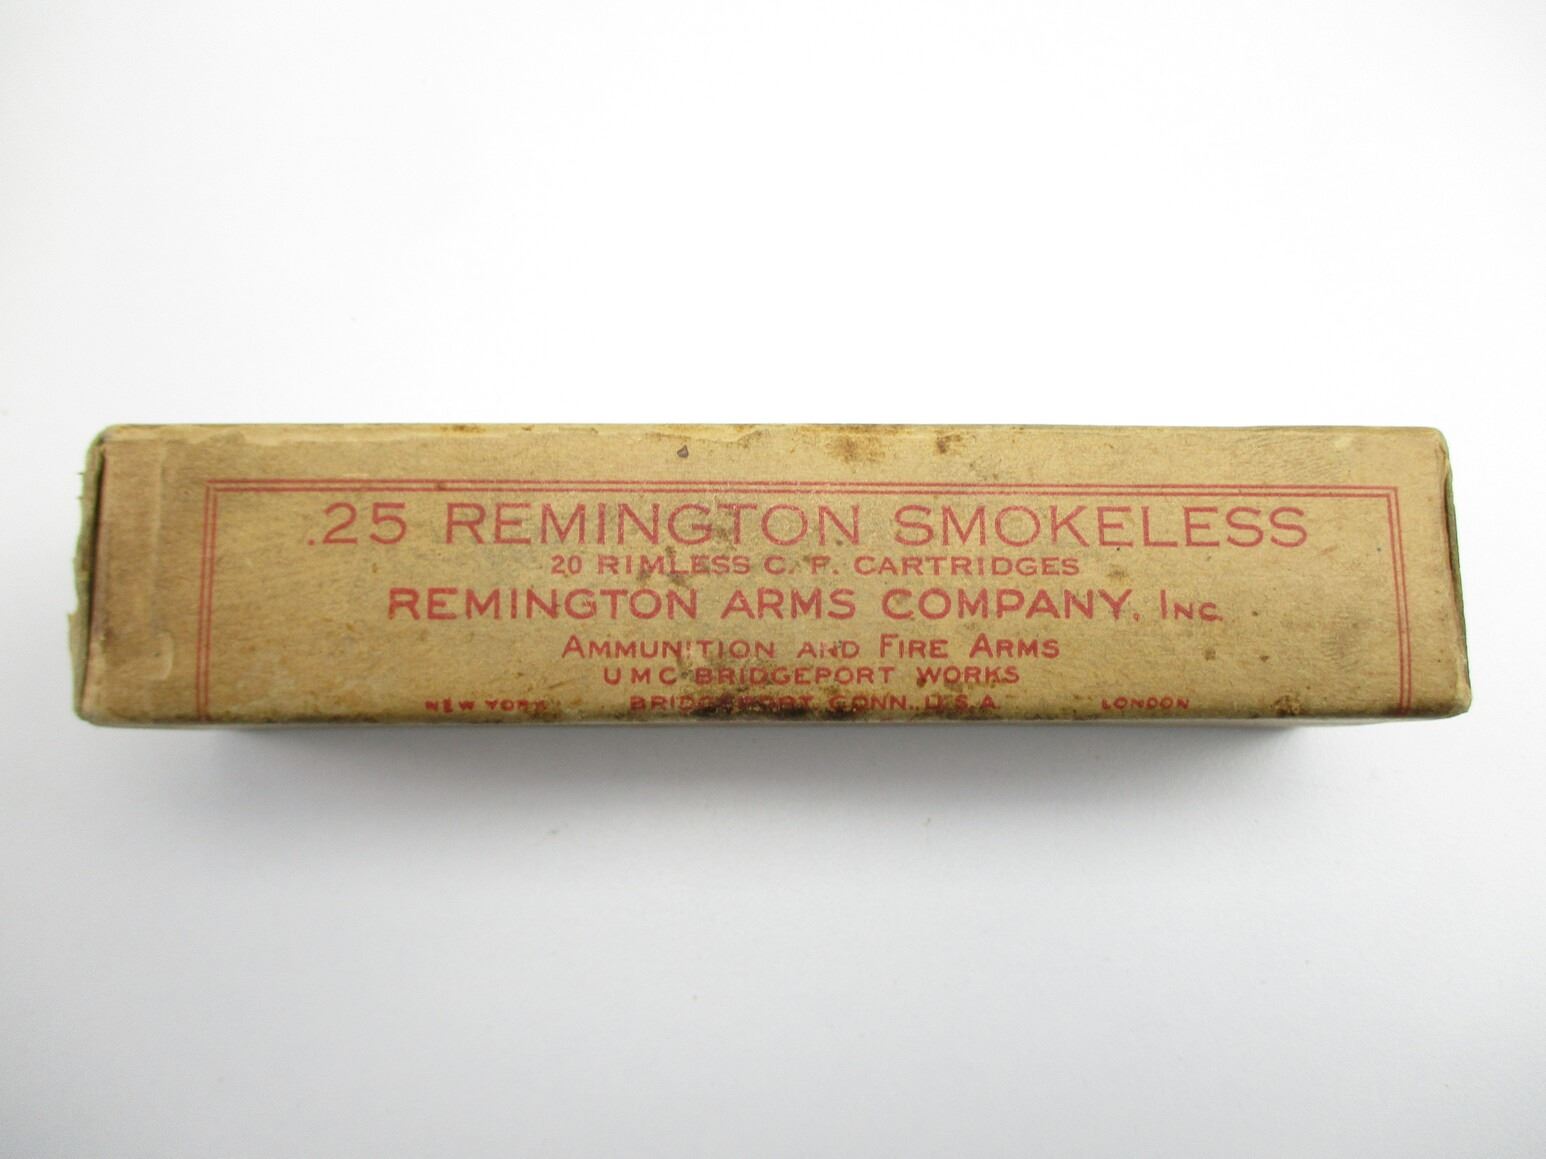 .25 REMINGTON SMOKELESS
20 RIMLESS C. F. CARTRIDGES
REMINGTON ARMS COMPANY, INC.
AMMUNITION AND FIRE ARMS
UMC BRIDGEPORT WORKS
NEW YORK BRIDGEPORT, CONN., U.S.A. LONDON